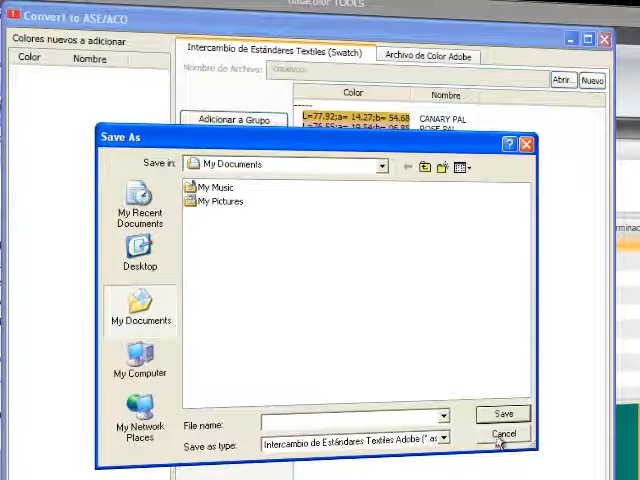 datacolor TOOLS
Convert to ASE/ACO
Colores nuevos a adicionar
Color Nombre
Intercambio de Estándares Textiles (Swatch)
Archivo de Color Adobe
Nombre de Archivo: <nuevo>
Abrir... Nuevo
Color Nombre
-----
Adicionar a Grupo
L=77.92;a= 14.27;b= 54.68 CANARY PAL
Save As
Save in: My Documents
My Music
My Pictures
My Recent
Documents
Desktop
My Documents
My Computer
My Network
Places
File name:
Save
Save as type: Intercambio de Estándares Textiles Adobe (*.as
Cancel